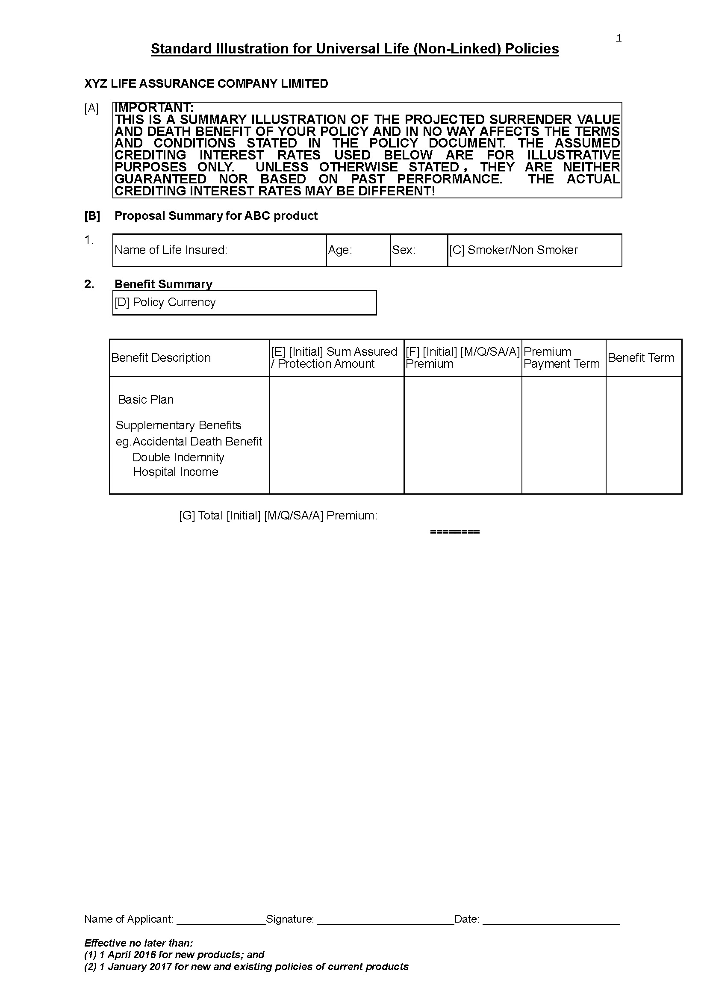 1
Standard Illustration for Universal Life (Non-Linked) Policies
XYZ LIFE ASSURANCE COMPANY LIMITED
[A]
IMPORTANT:
THIS IS A SUMMARY ILLUSTRATION OF THE PROJECTED SURRENDER VALUE
AND DEATH BENEFIT OF YOUR POLICY AND IN NO WAY AFFECTS THE TERMS
AND CONDITIONS STATED IN THE POLICY DOCUMENT. THE ASSUMED
CREDITING INTEREST RATES USED BELOW ARE FOR ILLUSTRATIVE
PURPOSES ONLY. UNLESS OTHERWISE STATED, THEY ARE NEITHER
GUARANTEED NOR BASED ON PAST PERFORMANCE. THE ACTUAL
CREDITING INTEREST RATES MAY BE DIFFERENT!
[B] Proposal Summary for ABC product
1.
Name of Life Insured: Age: Sex: [C] Smoker/Non Smoker
2. Benefit Summary
[D] Policy Currency
Benefit Description
[E] [Initial] Sum Assured
/ Protection Amount
[F] [Initial] [M/Q/SA/A]
Premium
Premium
Payment Term
Benefit Term
Basic Plan
Supplementary Benefits
eg. Accidental Death Benefit
Double Indemnity
Hospital Income
[G] Total [Initial] [M/Q/SA/A] Premium:
========
Name of Applicant: _______________Signature: _______________________Date: _______________________
Effective no later than:
(1) 1 April 2016 for new products; and
(2) 1 January 2017 for new and existing policies of current products